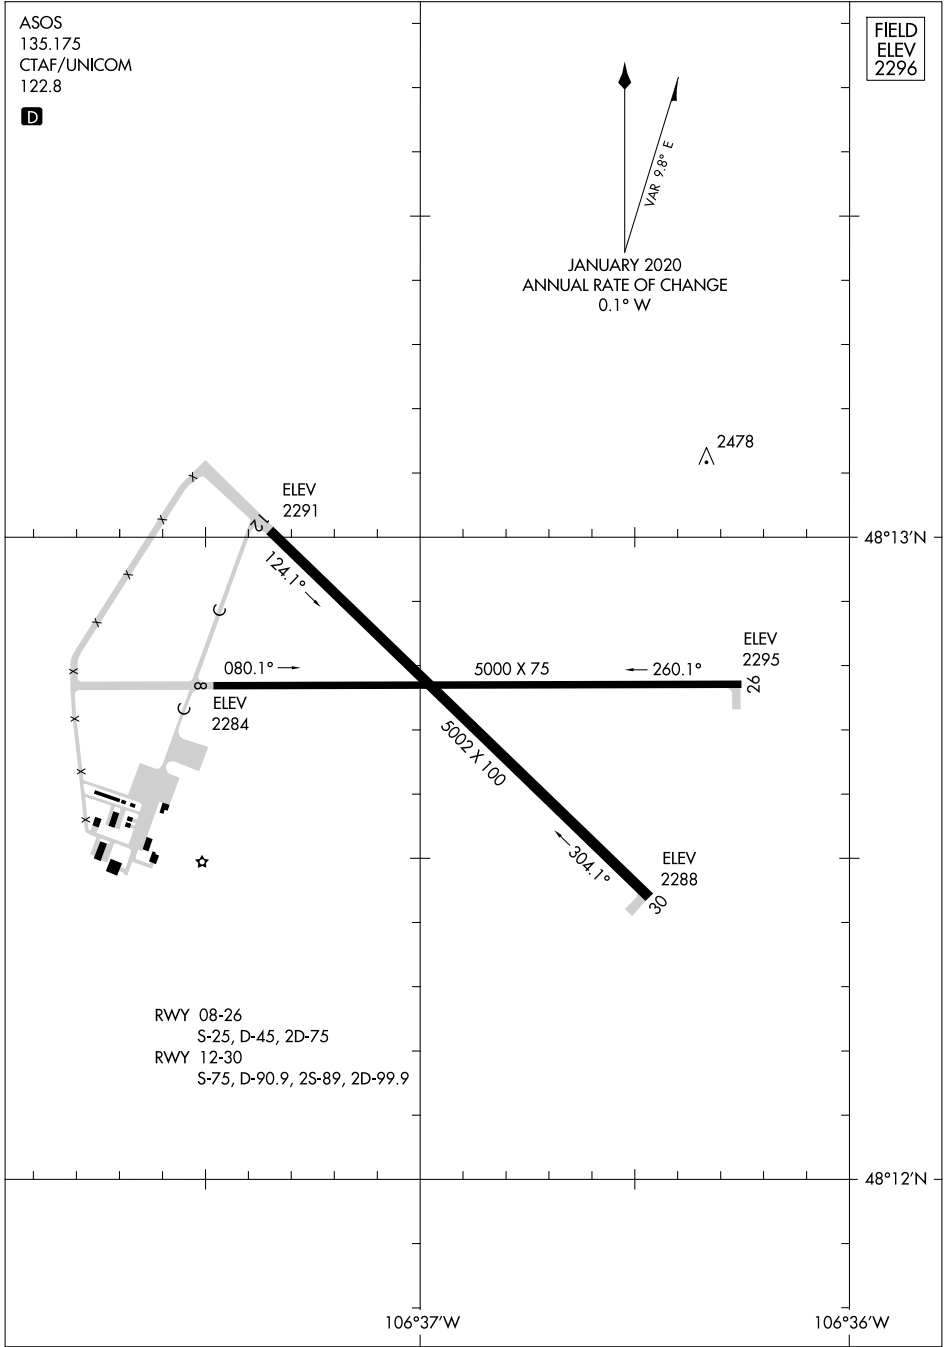 ASOS
135.175
CTAF/UNICOM
122.8
D
FIELD
ELEV
2296
VAR 9.8° E
JANUARY 2020
ANNUAL RATE OF CHANGE
0.1° W
2478
ELEV
2291
12
48°13'N
124.1°
X
X
X
X
X
X
X
X
C
C
ELEV
2295
080.1°
5000 X 75
260.1°
8
26
ELEV
2284
5002 X 100
304.1°
ELEV
2288
30
RWY 08-26
S-25, D-45, 2D-75
RWY 12-30
S-75, D-90.9, 2S-89, 2D-99.9
48°12'N
106°37'W
106°36'W